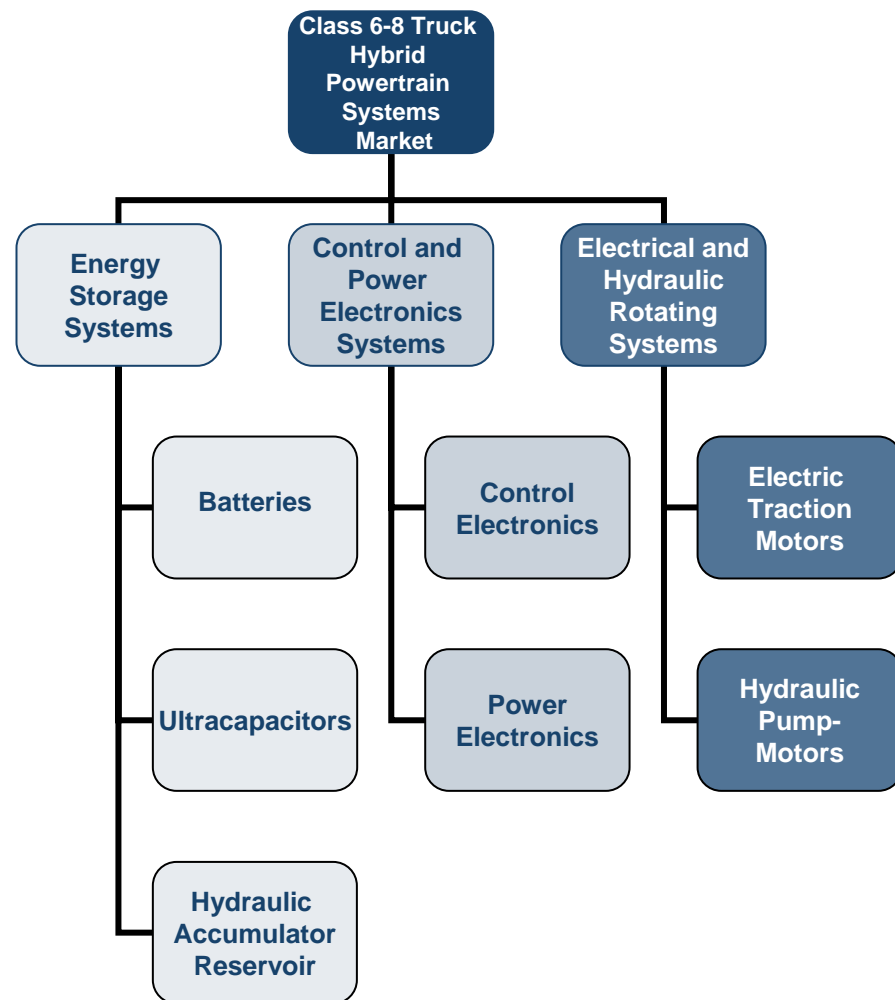 Class 6-8 Truck
Hybrid
Powertrain
Systems
Market
Energy
Storage
Systems
Control and
Power
Electronics
Systems
Electrical and
Hydraulic
Rotating
Systems
Batteries
Control
Electronics
Electric
Traction
Motors
Ultracapacitors
Power
Electronics
Hydraulic
Pump-
Motors
Hydraulic
Accumulator
Reservoir